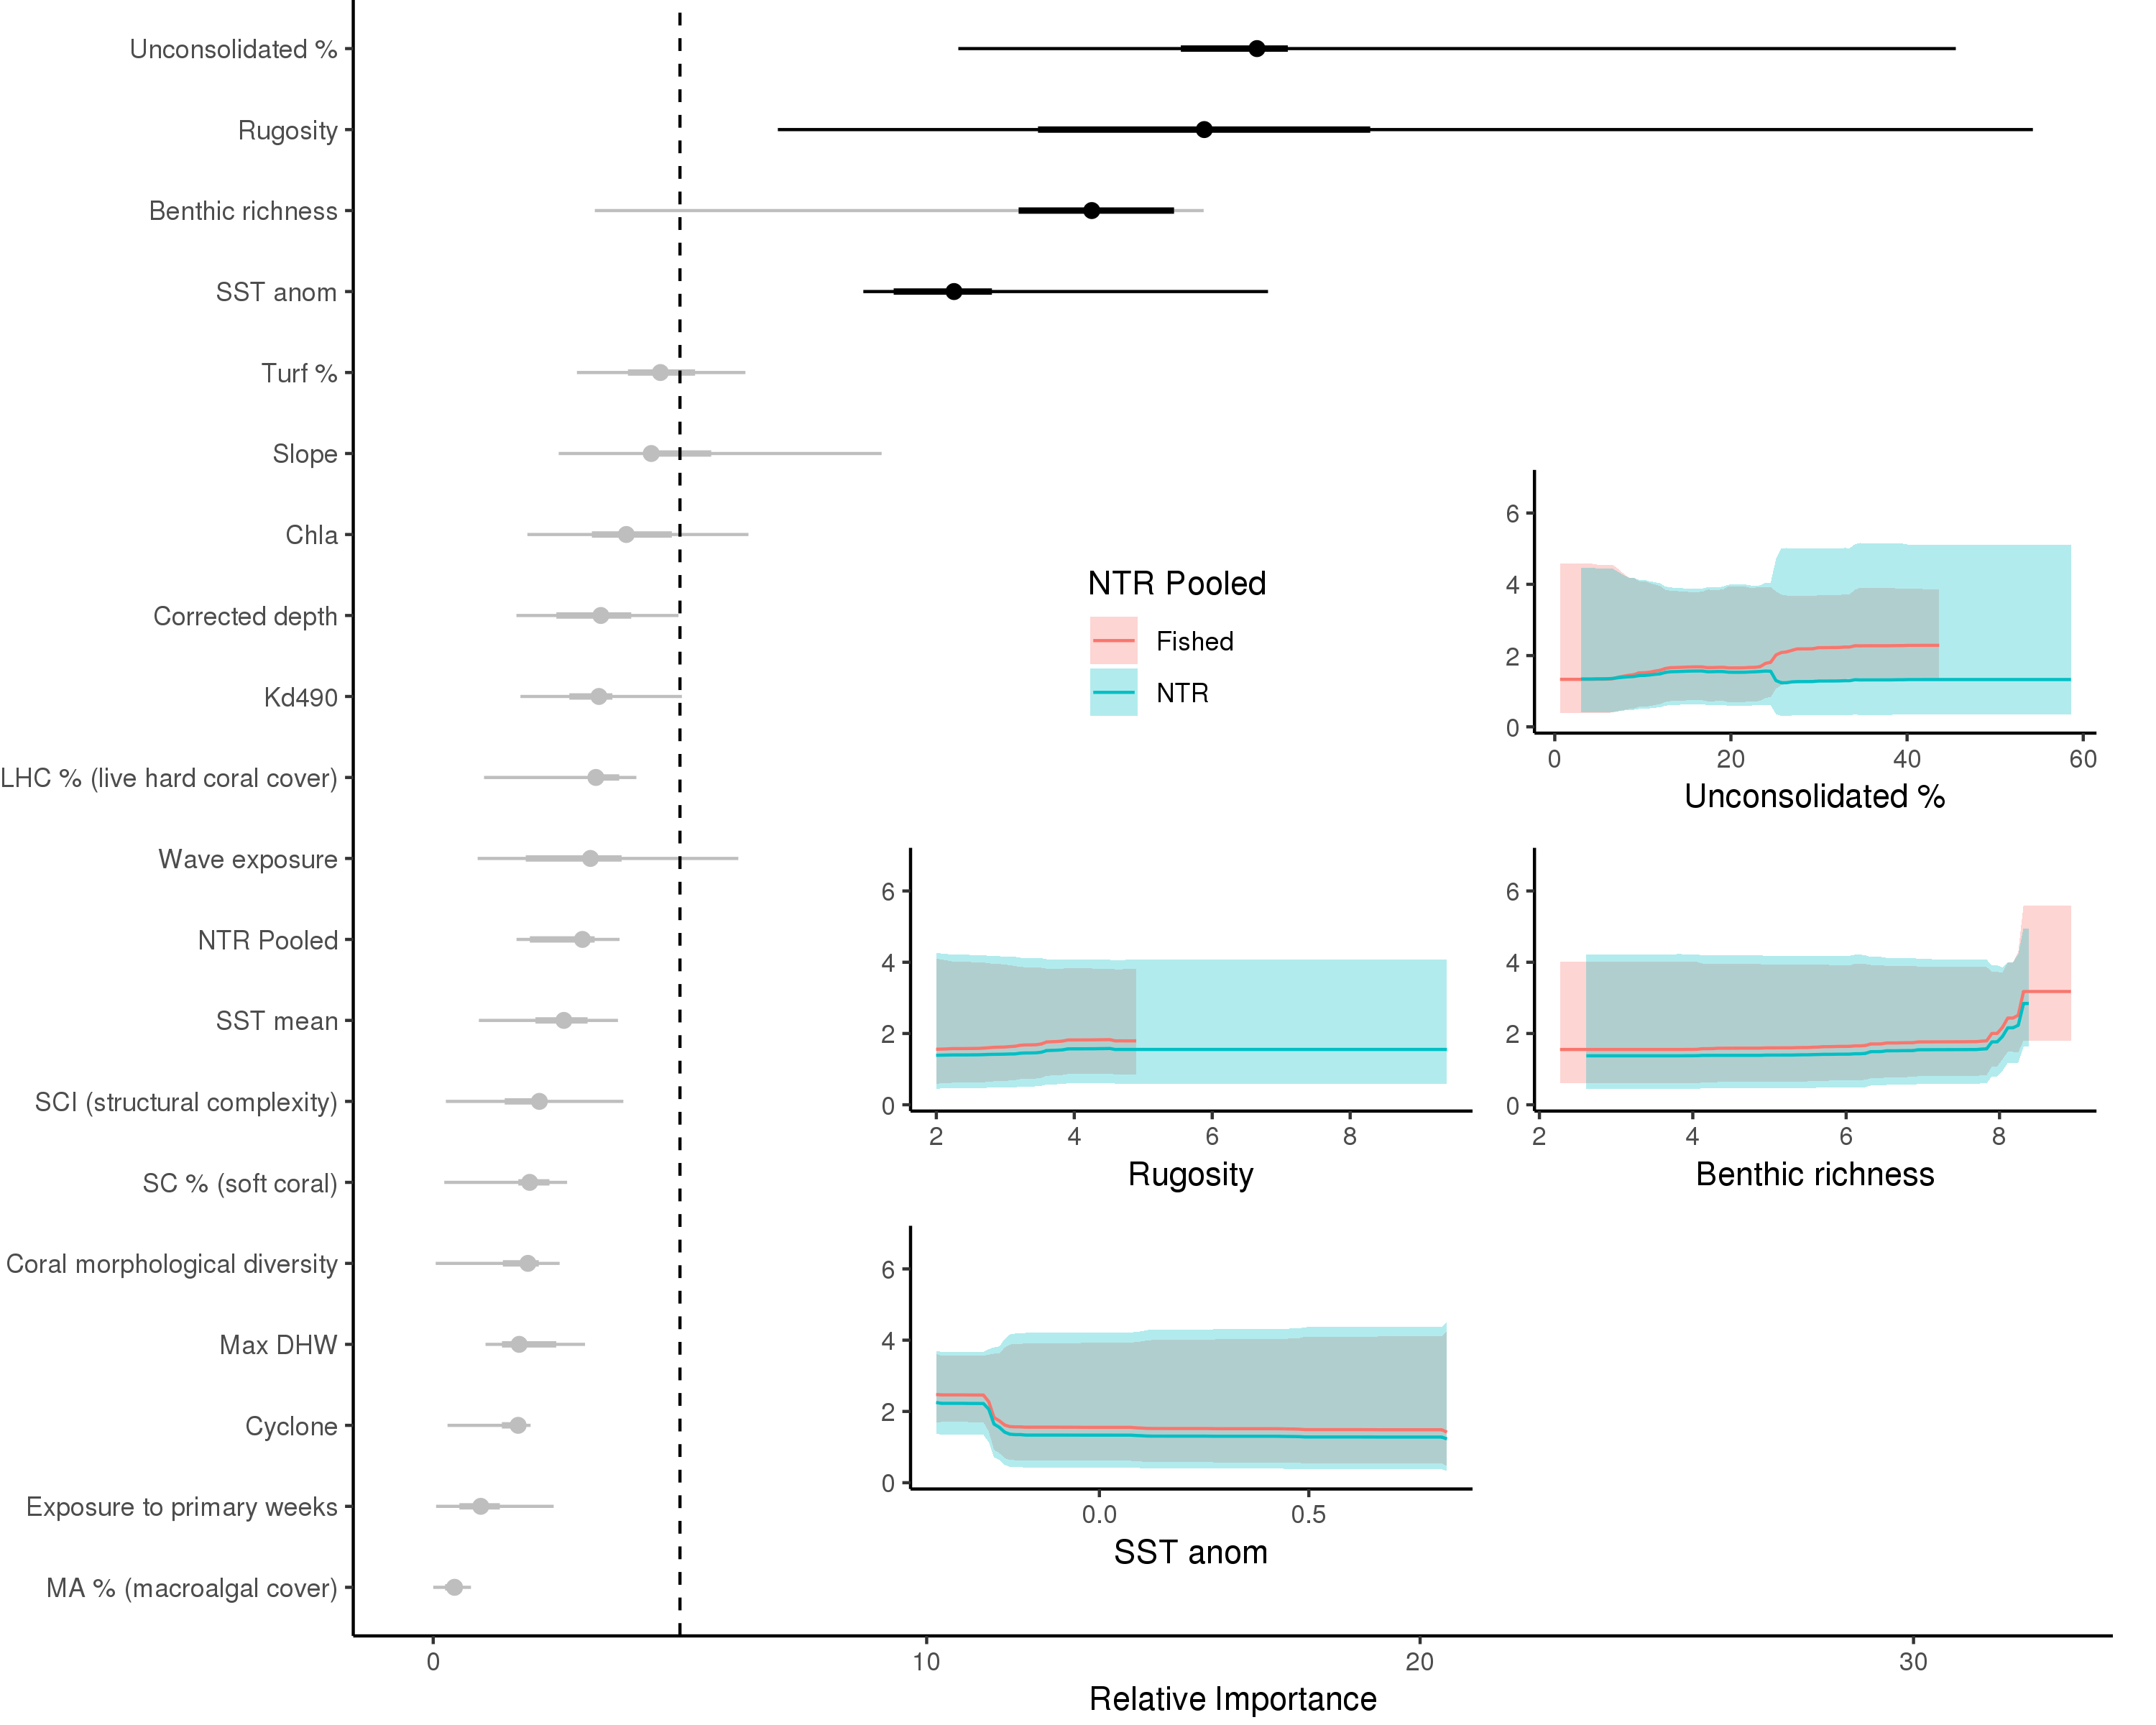 Unconsolidated %
Rugosity
Benthic richness
SST anom
Turf %
Slope
Chla
Corrected depth
Kd490
LHC % (live hard coral cover)
Wave exposure
NTR Pooled
SST mean
SCI (structural complexity)
SC % (soft coral)
Coral morphological diversity
Max DHW
Cyclone
Exposure to primary weeks
MA % (macroalgal cover)
0 10 20 30
Relative Importance
NTR Pooled
Fished
NTR
6
4
2
0
0 20 40 60
Unconsolidated %
6
4
2
0
2 4 6 8
Rugosity
6
4
2
0
2 4 6 8
Benthic richness
6
4
2
0
0.0 0.5
SST anom